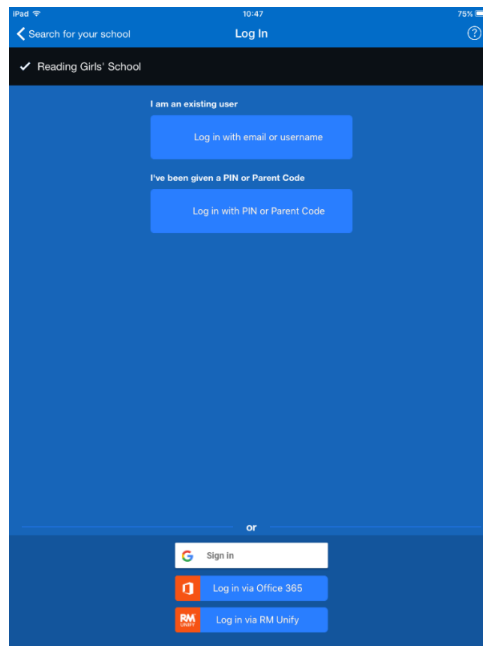 iPad 10:47 75%
Search for your school Log In ?
Reading Girls' School
I am an existing user
Log in with email or username
I've been given a PIN or Parent Code
Log in with PIN or Parent Code
or
G Sign in
Log in via Office 365
RM UNIFY Log in via RM Unify